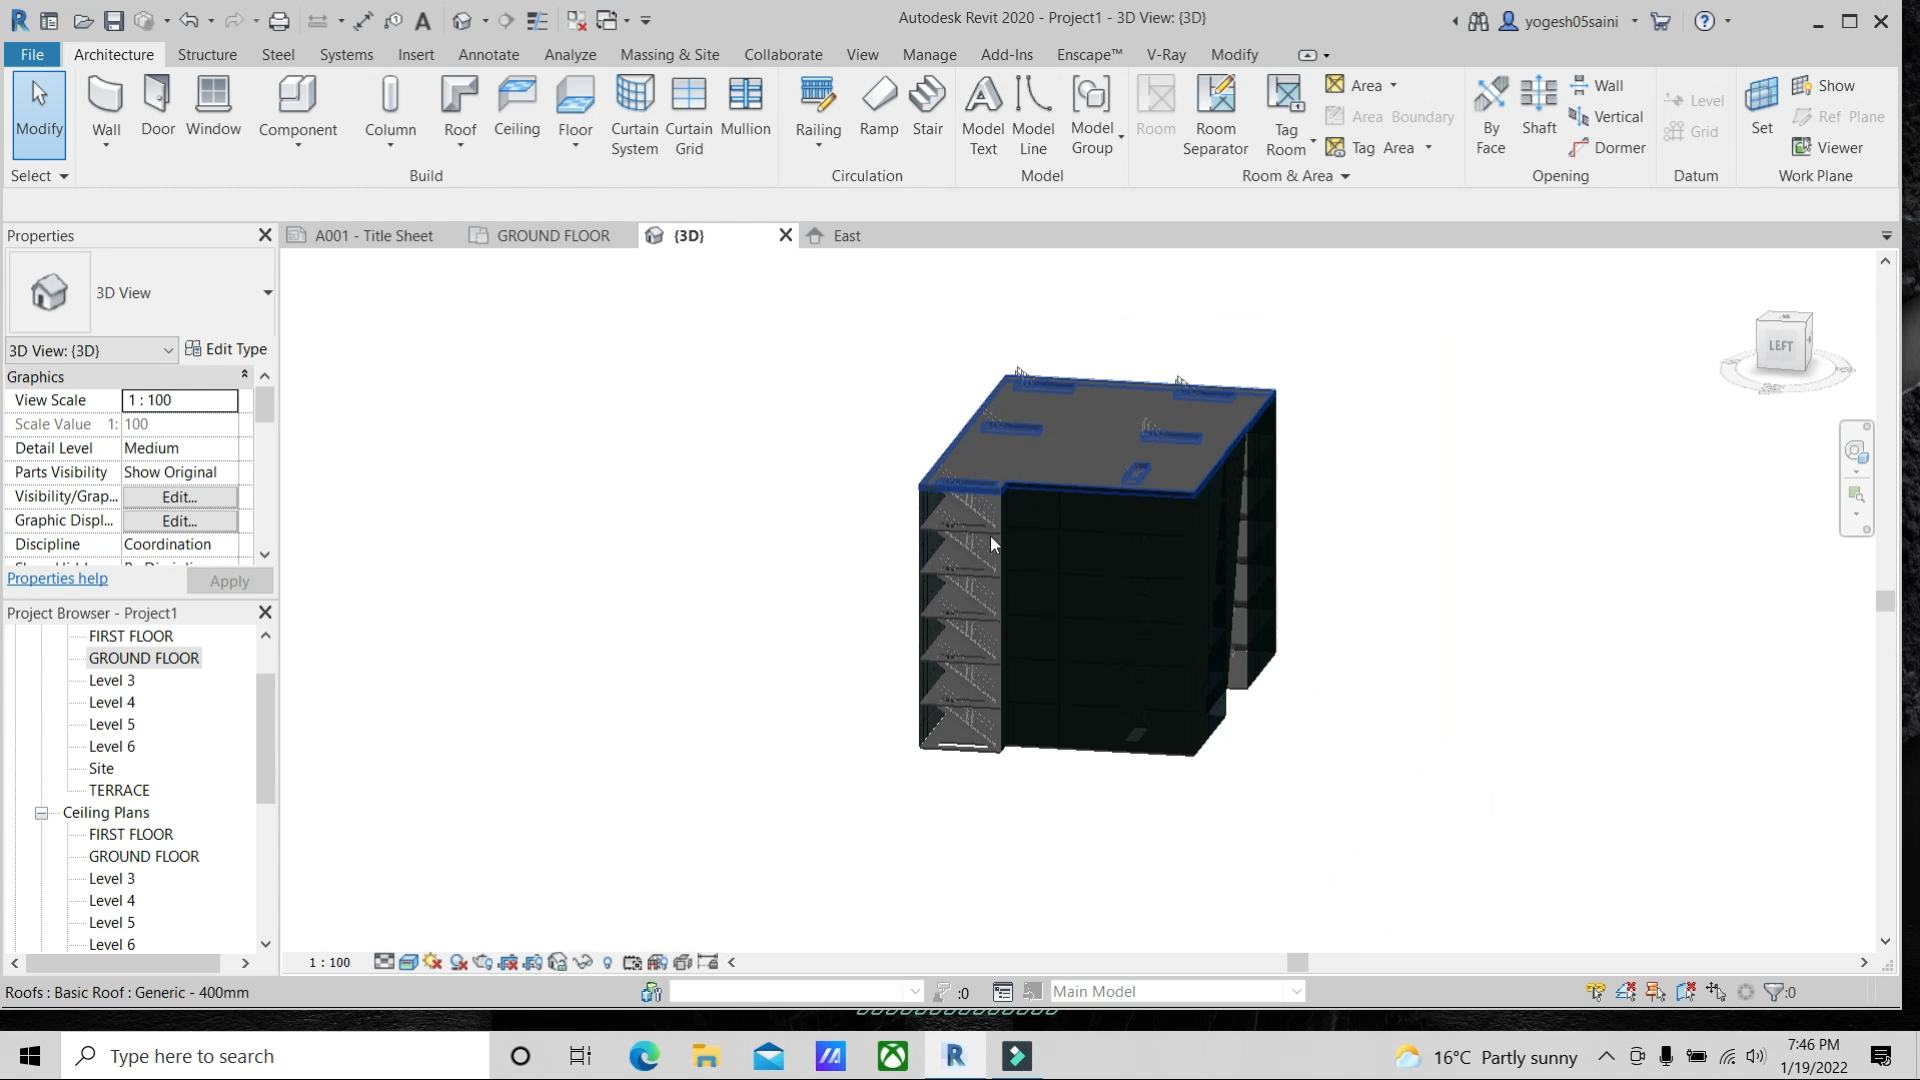 Autodesk Revit 2020 - Project1 - 3D View: {3D}
yogesh05saini
File Architecture Structure Steel Systems Insert Annotate Analyze Massing & Site Collaborate View Manage Add-Ins Enscape™ V-Ray Modify
Modify Wall Door Window Component Column Roof Ceiling Floor Curtain System Curtain Grid Mullion Railing Ramp Stair Model Text Model Line Model Group Room Room Separator Tag Room
Area
Area Boundary
Tag Area
By Face Shaft
Wall
Vertical
Dormer
Level
Grid
Set
Show
Ref Plane
Viewer
Select Build Circulation Model Room & Area Opening Datum Work Plane
Properties
A001 - Title Sheet GROUND FLOOR {3D} East
3D View
3D View: {3D} Edit Type
Graphics
View Scale 1 : 100
Scale Value 1: 100
Detail Level Medium
Parts Visibility Show Original
Visibility/Grap... Edit...
Graphic Displ... Edit...
Discipline Coordination
Properties help Apply
LEFT
Project Browser - Project1
FIRST FLOOR
GROUND FLOOR
Level 3
Level 4
Level 5
Level 6
Site
TERRACE
Ceiling Plans
FIRST FLOOR
GROUND FLOOR
Level 3
Level 4
Level 5
Level 6
1 : 100
Roofs : Basic Roof : Generic - 400mm
:0
Main Model
:0
Type here to search
16°C Partly sunny
7:46 PM
1/19/2022